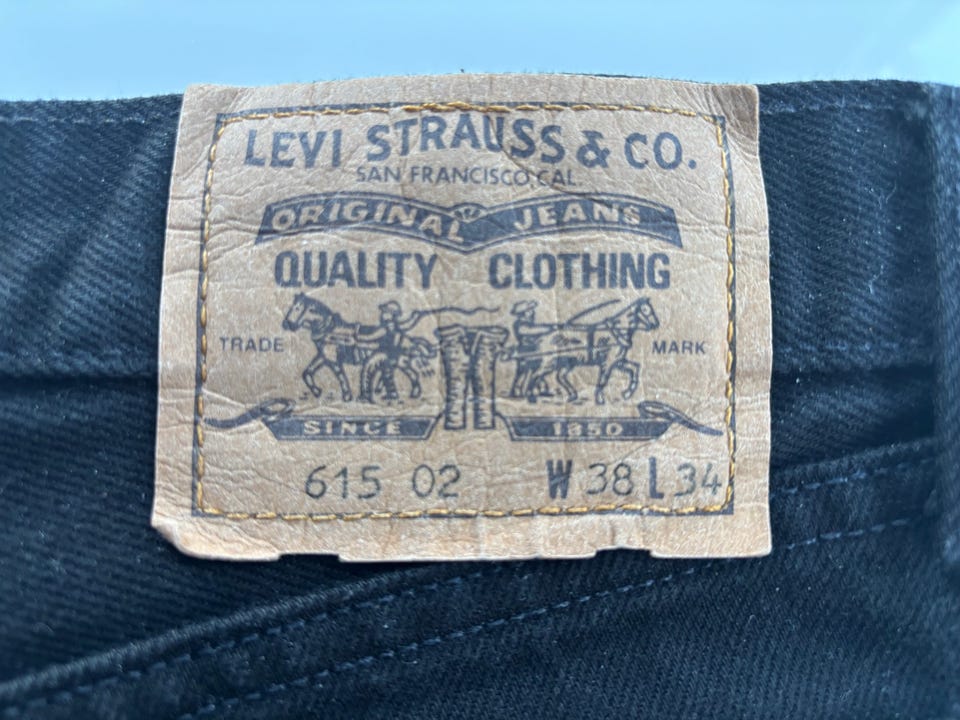 LEVI STRAUSS & CO.
SAN FRANCISCO, CAL.
ORIGINAL JEANS
QUALITY CLOTHING
TRADE MARK
SINCE 1850
615 02 W 38 L 34